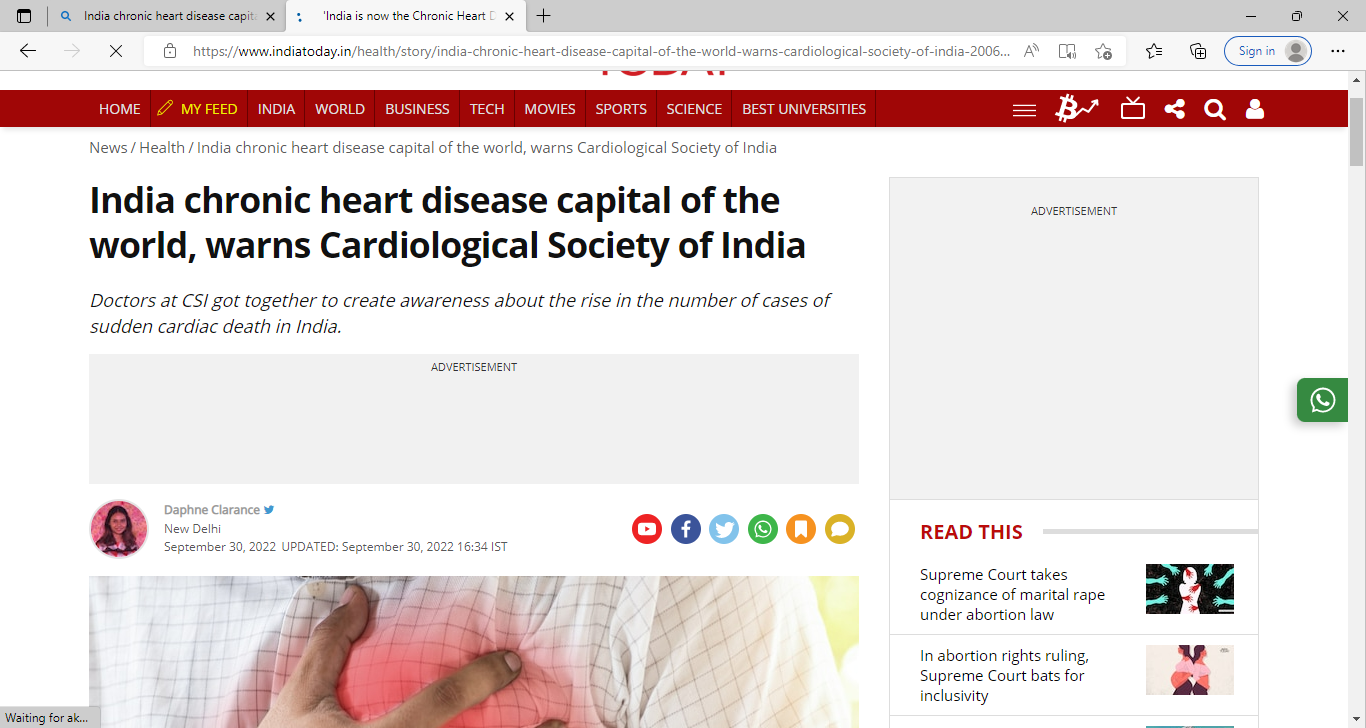 India chronic heart disease capita
'India is now the Chronic Heart D
https://www.indiatoday.in/health/story/india-chronic-heart-disease-capital-of-the-world-warns-cardiological-society-of-india-2006...
Sign in
TODAY
HOME MY FEED INDIA WORLD BUSINESS TECH MOVIES SPORTS SCIENCE BEST UNIVERSITIES
News / Health / India chronic heart disease capital of the world, warns Cardiological Society of India
India chronic heart disease capital of the
world, warns Cardiological Society of India
Doctors at CSI got together to create awareness about the rise in the number of cases of
sudden cardiac death in India.
ADVERTISEMENT
Daphne Clarance
New Delhi
September 30, 2022 UPDATED: September 30, 2022 16:34 IST
ADVERTISEMENT
READ THIS
Supreme Court takes
cognizance of marital rape
under abortion law
In abortion rights ruling,
Supreme Court bats for
inclusivity
Waiting for ak...